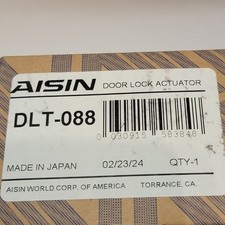 AISIN DOOR LOCK ACTUATOR
DLT-088
0 030915 583848
MADE IN JAPAN 02/23/24 QTY-1
AISIN WORLD CORP. OF AMERICA TORRANCE, CA.